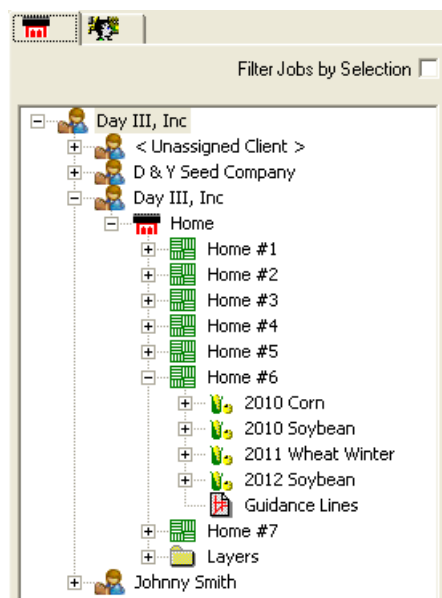 Filter Jobs by Selection
Day III, Inc
< Unassigned Client >
D & Y Seed Company
Day III, Inc
Home
Home #1
Home #2
Home #3
Home #4
Home #5
Home #6
2010 Corn
2010 Soybean
2011 Wheat Winter
2012 Soybean
Guidance Lines
Home #7
Layers
Johnny Smith